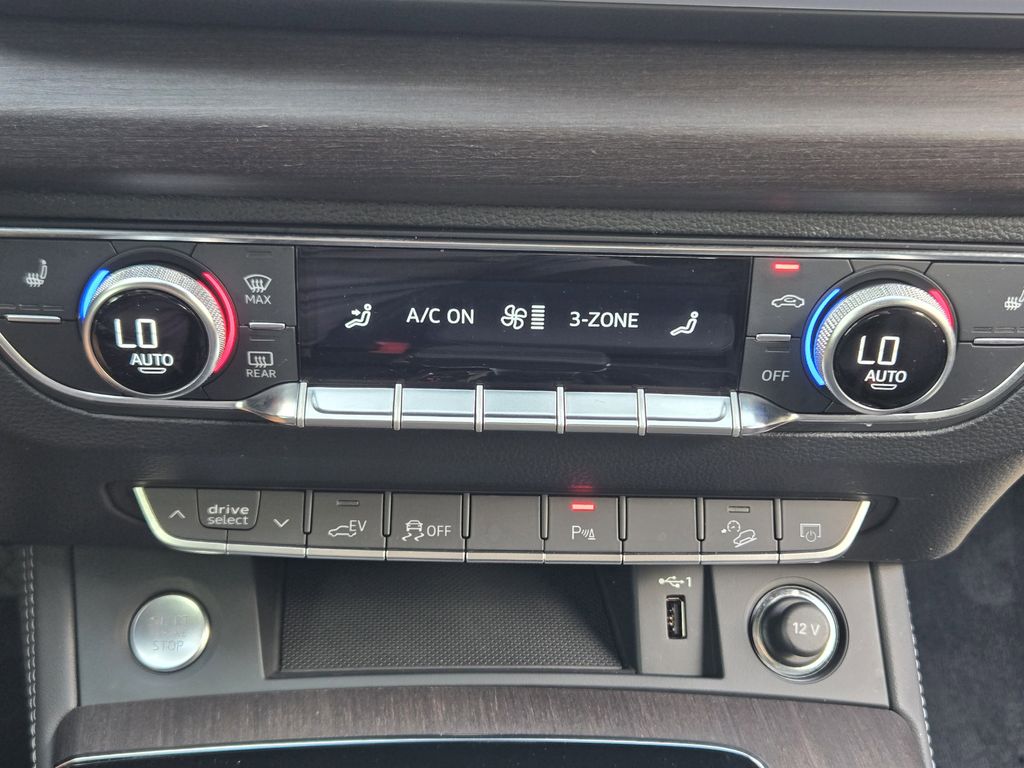 LO
AUTO
MAX
REAR
A/C ON
3-ZONE
OFF
LO
AUTO
drive
select
EV
OFF
P
1
STOP
12 V